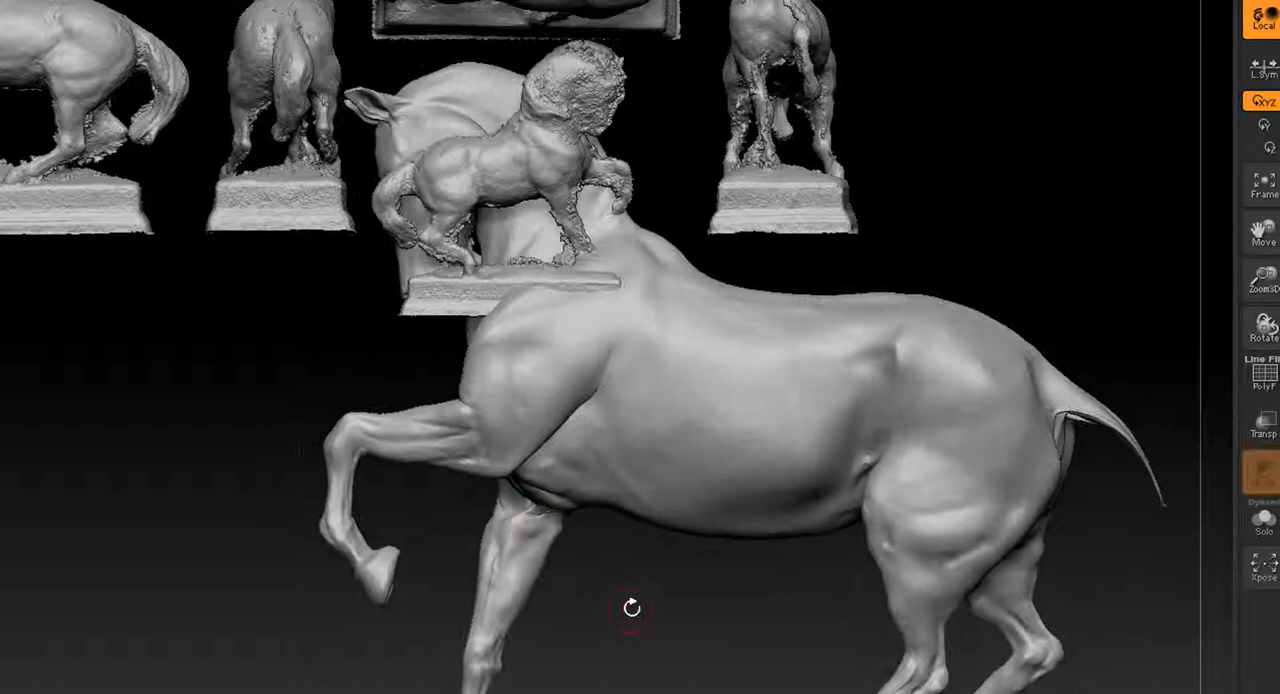 Local
L.Sym
XYZ
Frame
Move
Zoom3D
Rotate
Line Fil
PolyF
Transp
Solo
Xpose